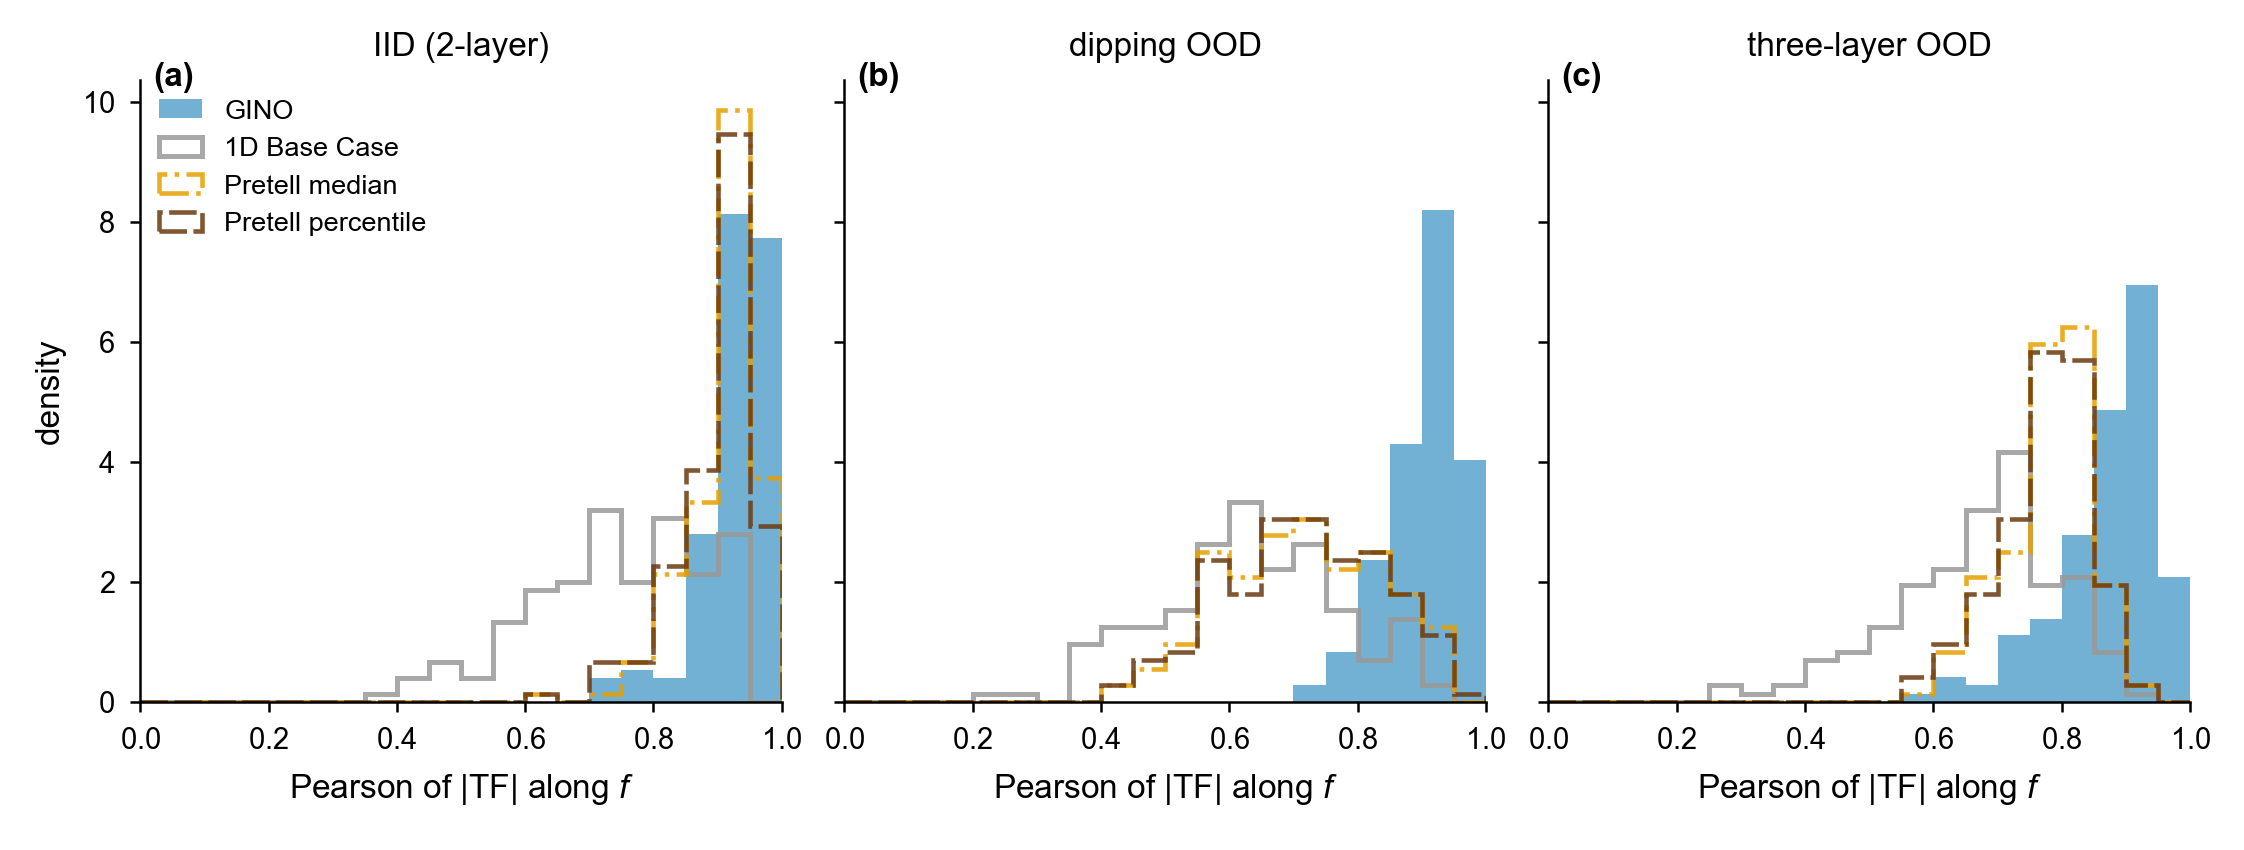 IID (2-layer)
dipping OOD
three-layer OOD
(a)
(b)
(c)
GINO
1D Base Case
Pretell median
Pretell percentile
density
10
8
6
4
2
0
0.0 0.2 0.4 0.6 0.8 1.0
0.0 0.2 0.4 0.6 0.8 1.0
0.0 0.2 0.4 0.6 0.8 1.0
Pearson of |TF| along f
Pearson of |TF| along f
Pearson of |TF| along f